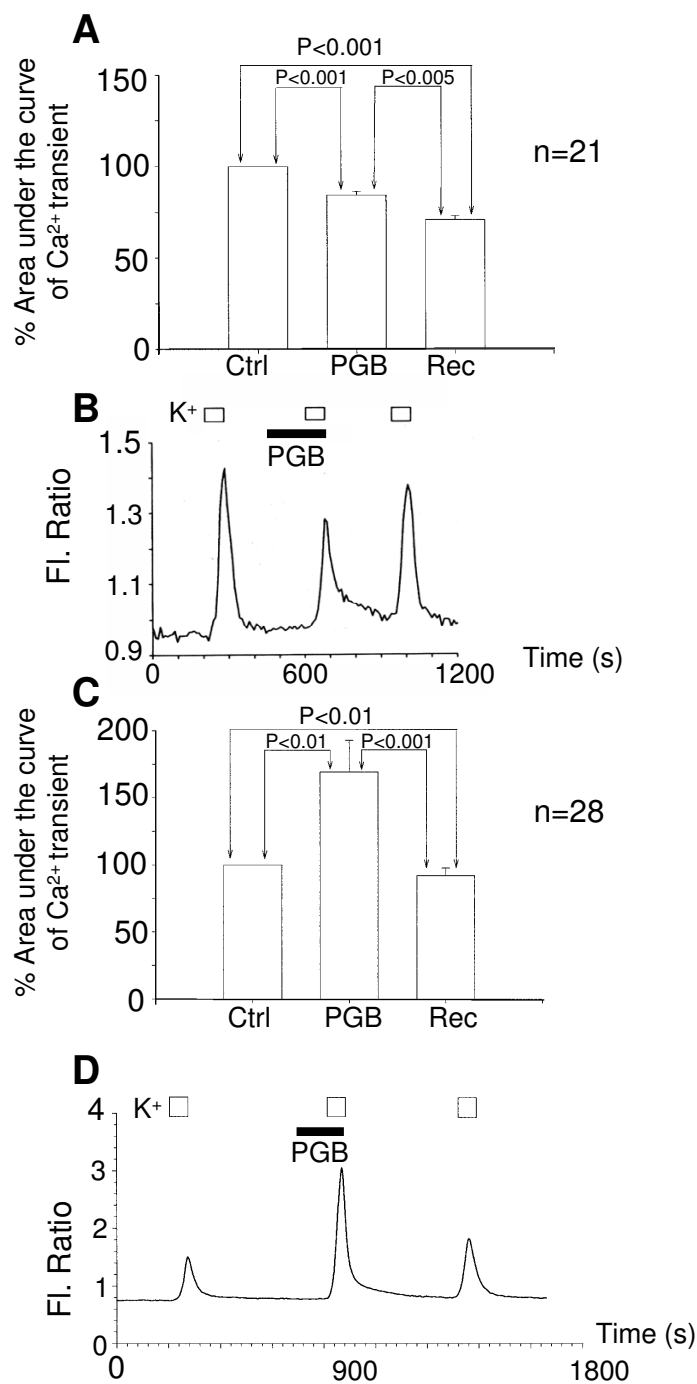 A
P<0.001
P<0.001 P<0.005
n=21
% Area under the curve
of Ca²⁺ transient
150
100
50
0
Ctrl PGB Rec
B
K⁺
PGB
Fl. Ratio
1.5
1.3
1.1
0.9
0 600 1200
Time (s)
C
P<0.01
P<0.01 P<0.001
n=28
% Area under the curve
of Ca²⁺ transient
200
150
100
50
0
Ctrl PGB Rec
D
K⁺
PGB
Fl. Ratio
4
3
2
1
0
0 900 1800
Time (s)